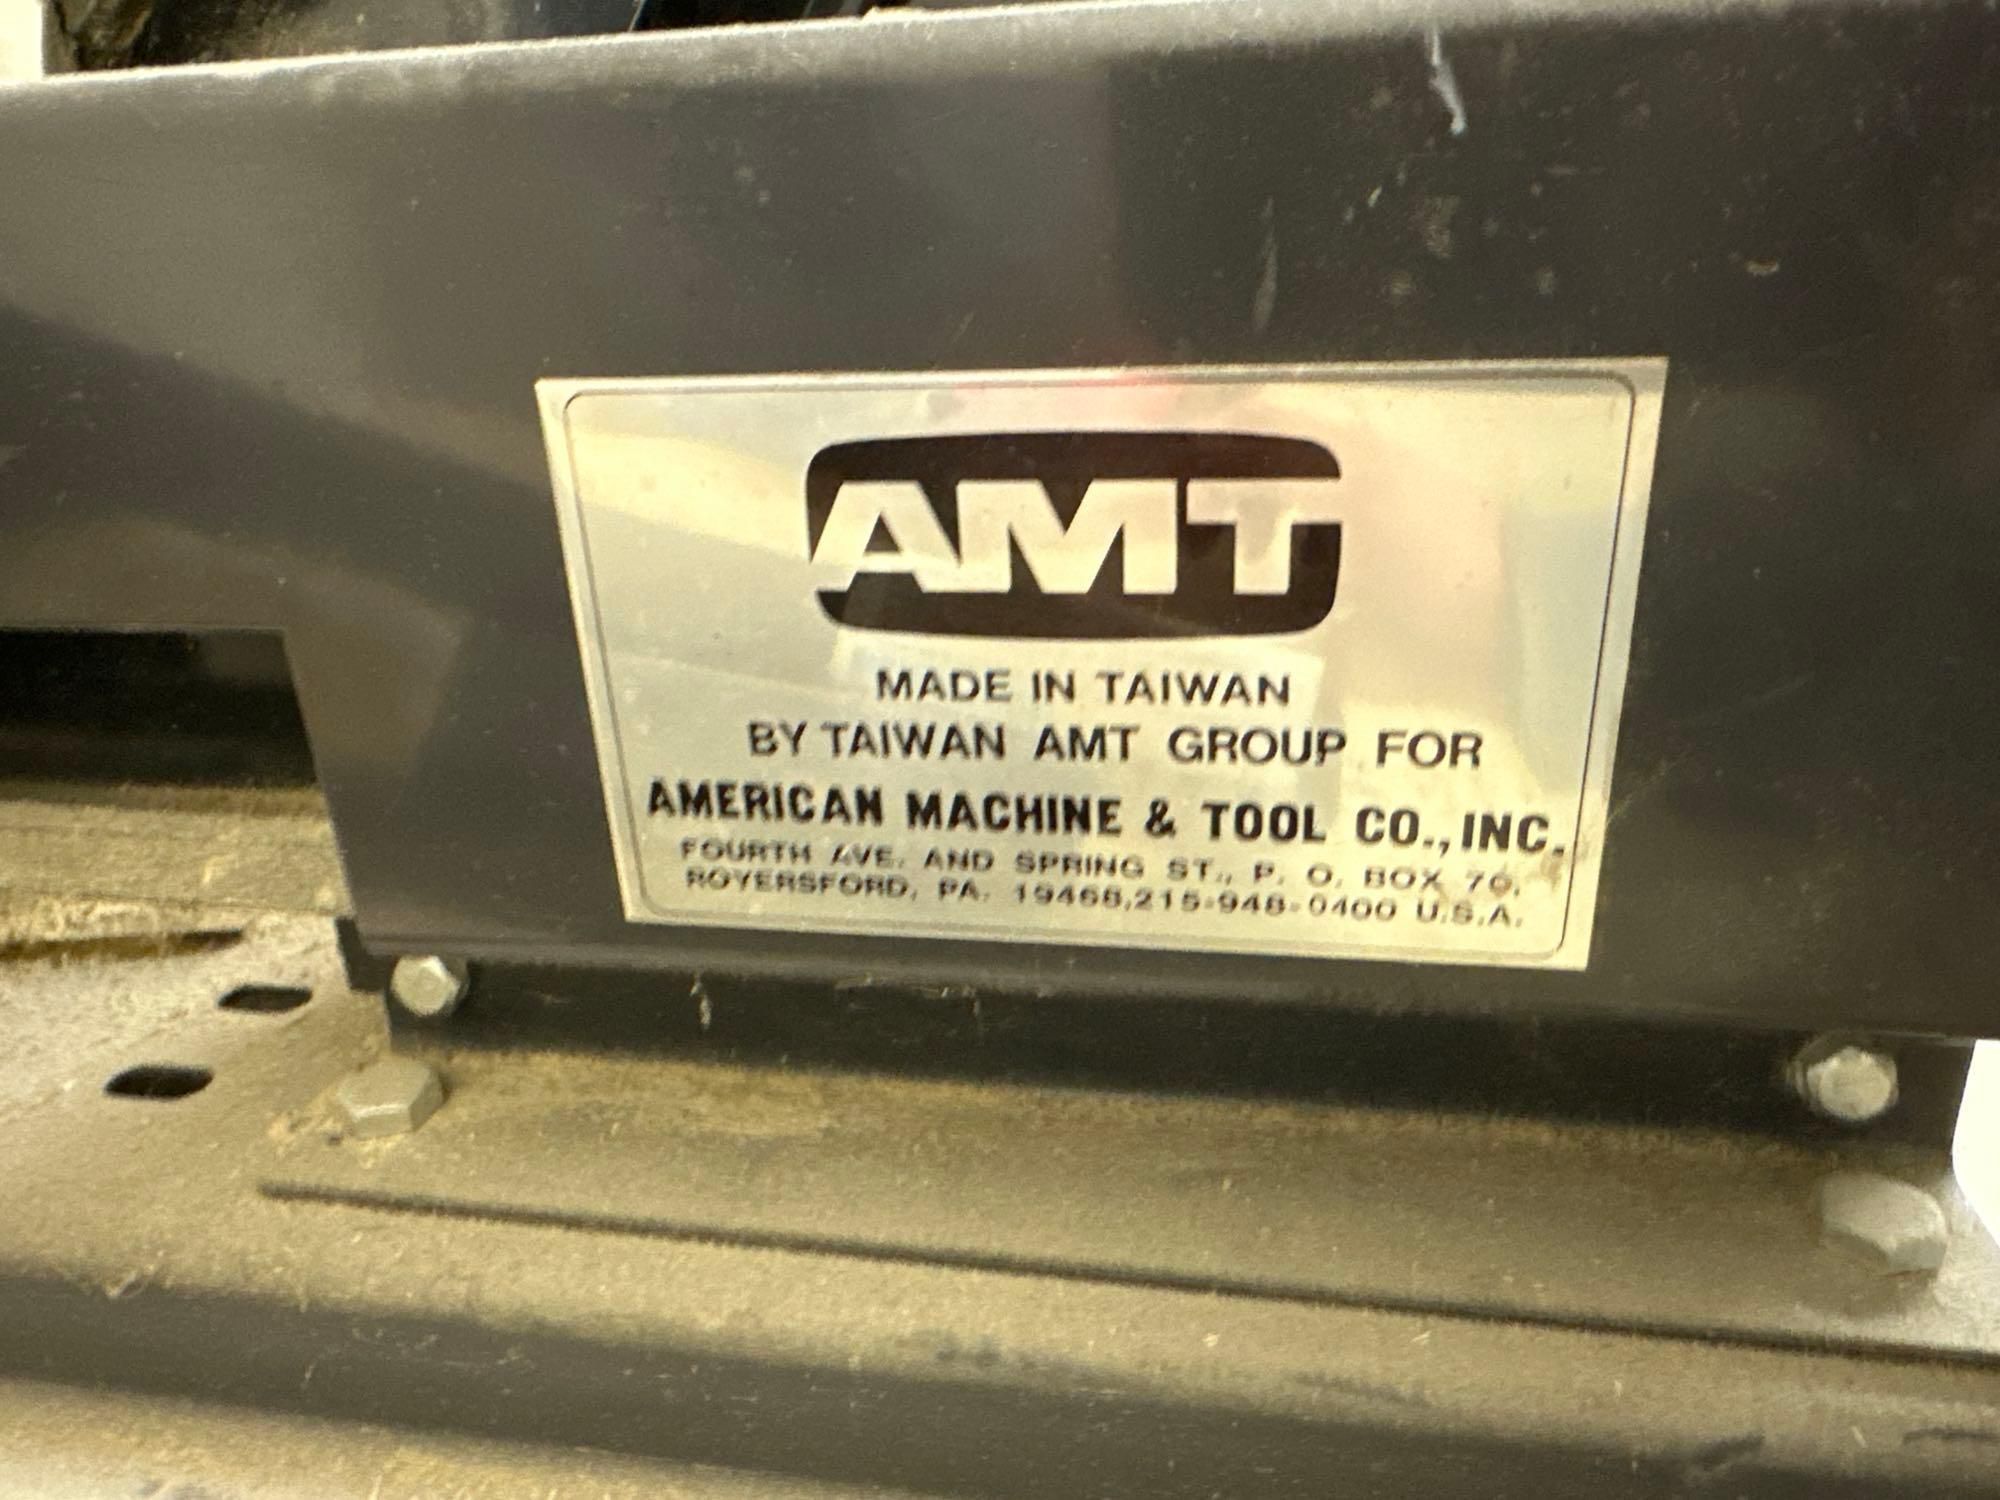 AMT
MADE IN TAIWAN
BY TAIWAN AMT GROUP FOR
AMERICAN MACHINE & TOOL CO., INC.
FOURTH AVE. AND SPRING ST., P. O. BOX 70,
ROYERSFORD, PA. 19468,215-948-0400 U.S.A.